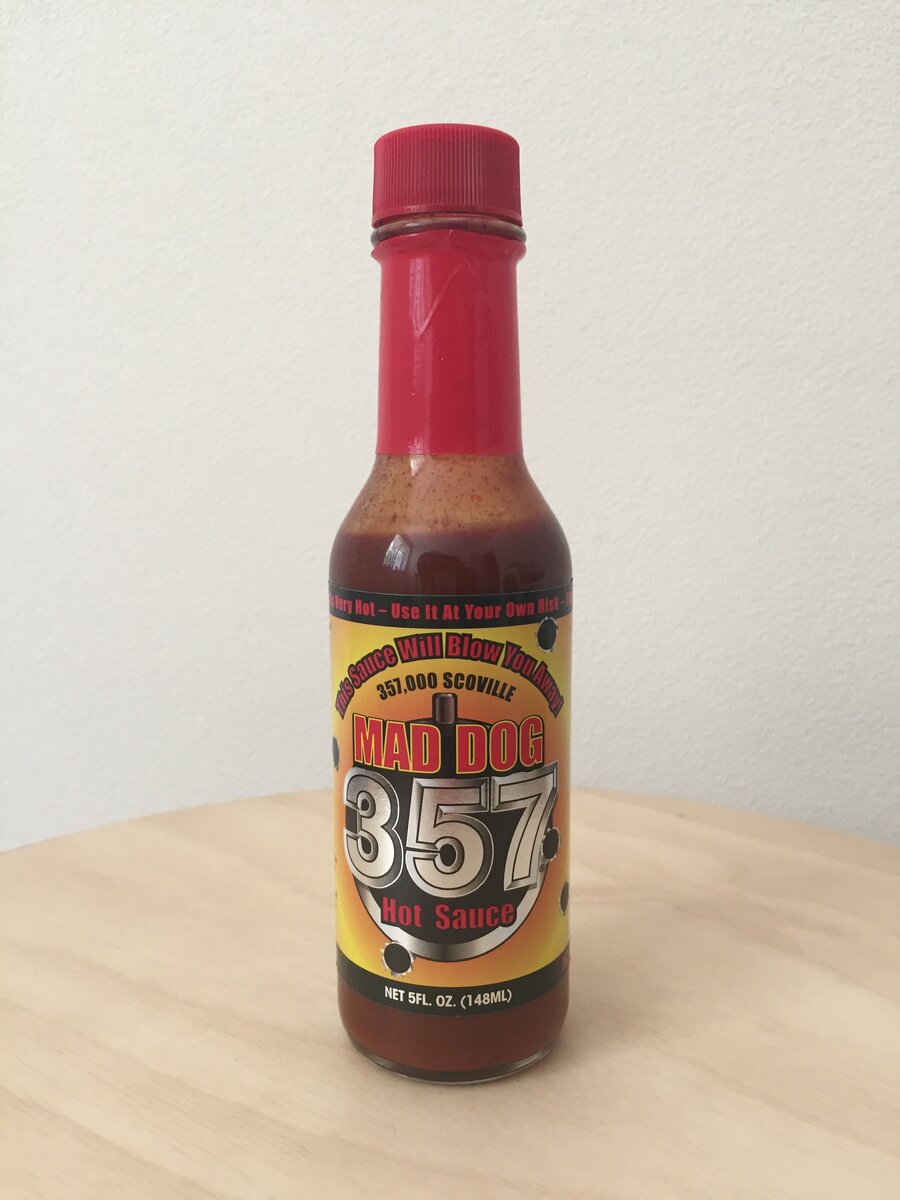 Very Hot – Use It At Your Own Risk –
This Sauce Will Blow You Away!
357,000 SCOVILLE
MAD DOG
357
®
Hot Sauce
NET 5FL. OZ. (148ML)